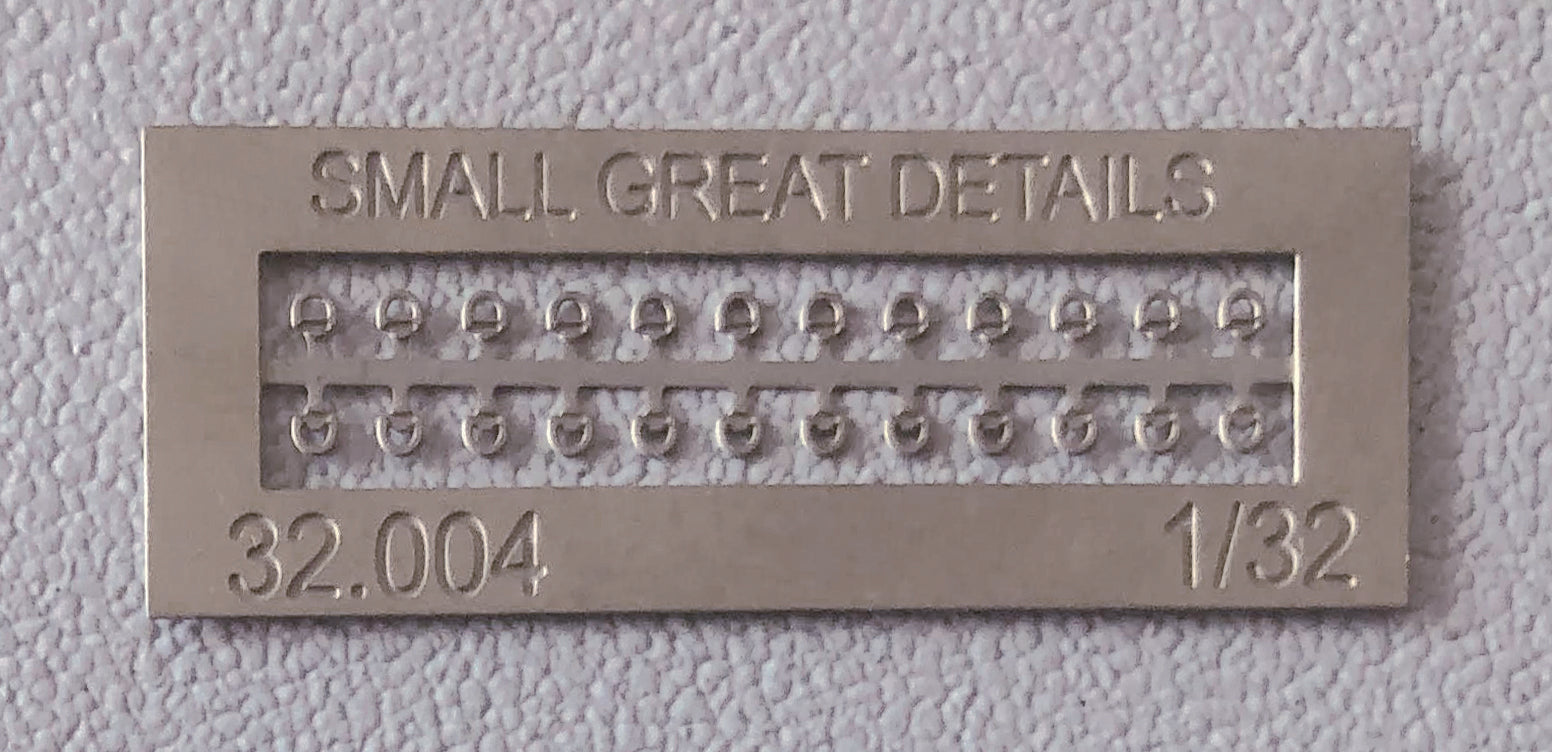 SMALL GREAT DETAILS
32.004 1/32